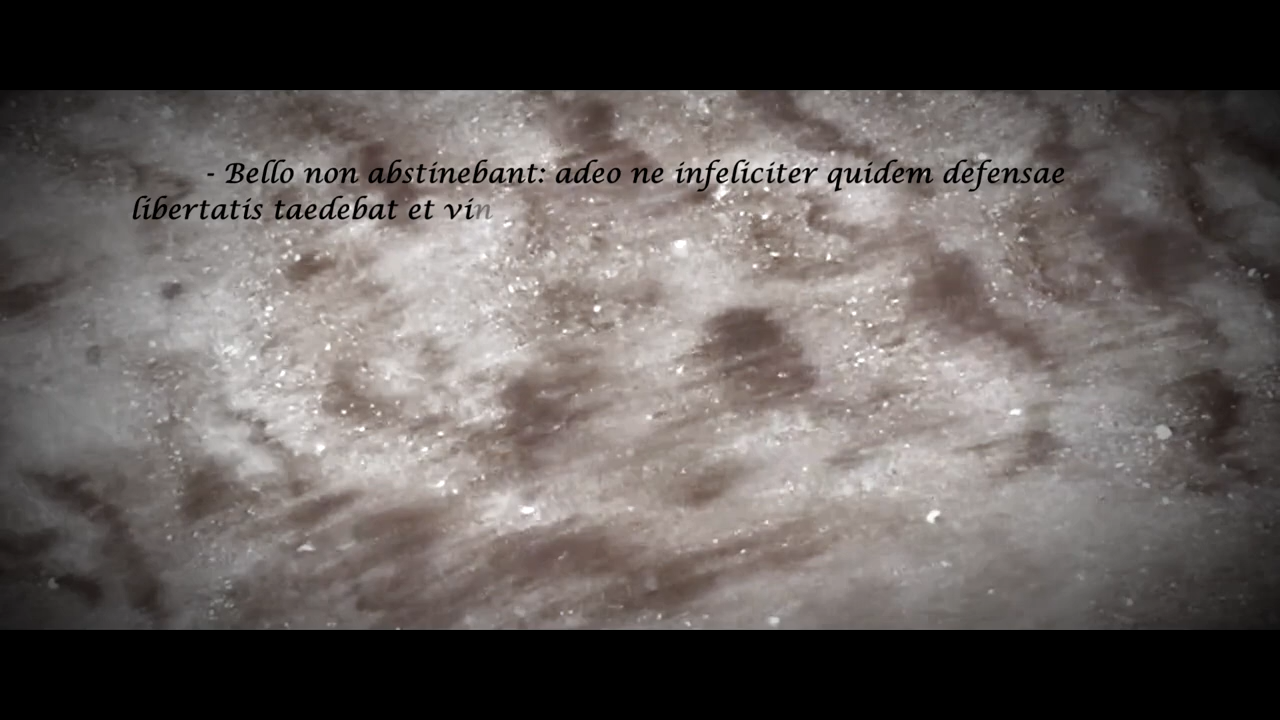 - Bello non abstinebant: adeo ne infeliciter quidem defensae
libertatis taedebat et vin